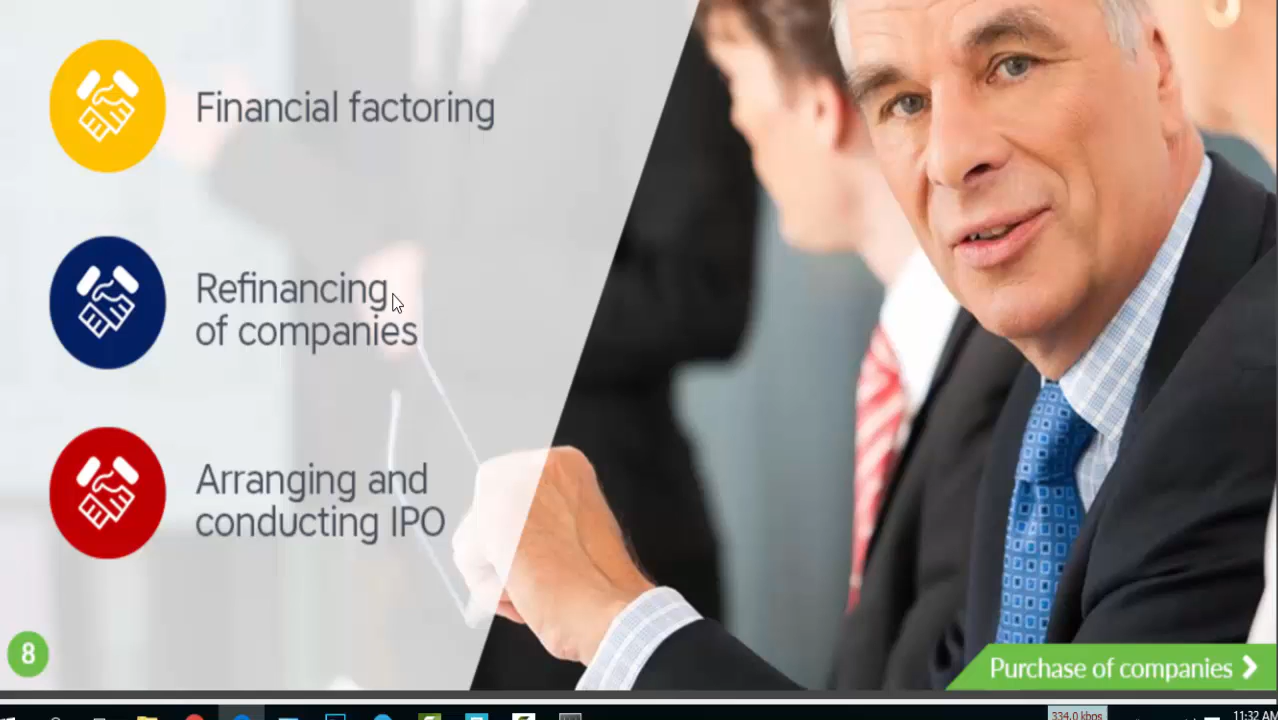 Financial factoring
Refinancing
of companies
Arranging and
conducting IPO
8
Purchase of companies
334.0 kbps
11:32 AM